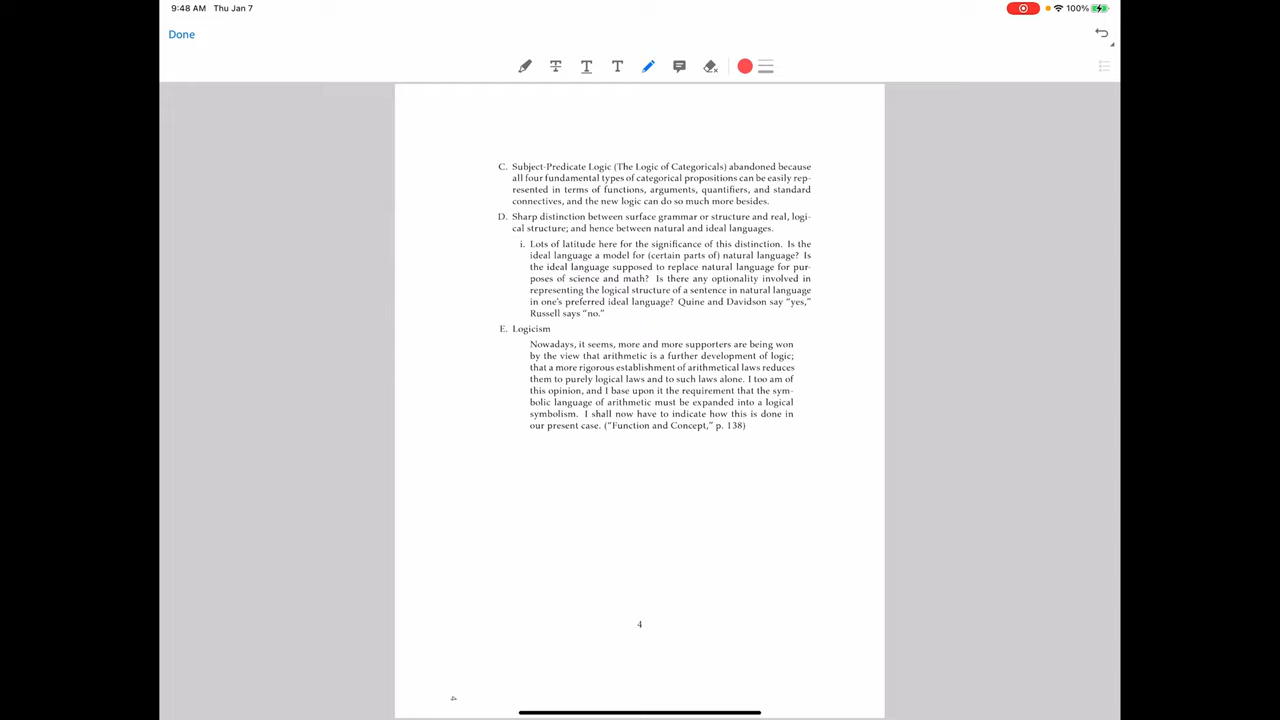 9:48 AM Thu Jan 7
100%
Done
C. Subject-Predicate Logic (The Logic of Categoricals) abandoned because
all four fundamental types of categorical propositions can be easily rep-
resented in terms of functions, arguments, quantifiers, and standard
connectives, and the new logic can do so much more besides.
D. Sharp distinction between surface grammar or structure and real, logi-
cal structure; and hence between natural and ideal languages.
i. Lots of latitude here for the significance of this distinction. Is the
ideal language a model for (certain parts of) natural language? Is
the ideal language supposed to replace natural language for pur-
poses of science and math? Is there any optionality involved in
representing the logical structure of a sentence in natural language
in one's preferred ideal language? Quine and Davidson say “yes,”
Russell says “no.”
E. Logicism
Nowadays, it seems, more and more supporters are being won
by the view that arithmetic is a further development of logic;
that a more rigorous establishment of arithmetical laws reduces
them to purely logical laws and to such laws alone. I too am of
this opinion, and I base upon it the requirement that the sym-
bolic language of arithmetic must be expanded into a logical
symbolism. I shall now have to indicate how this is done in
our present case. (“Function and Concept,” p. 138)
4
4